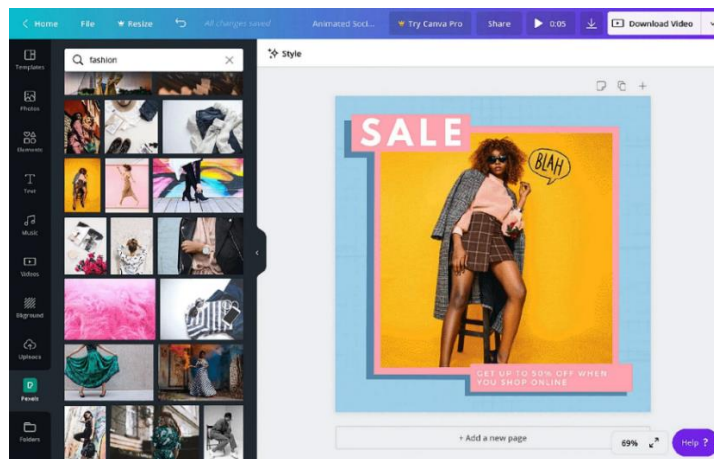 Home File Resize All changes saved Animated Soci... Try Canva Pro Share 0:05 Download Video
Templates
Photos
Elements
Text
Music
Videos
Bkground
Uploads
Pexels
Folders
fashion
Style
SALE
BLAH
GET UP TO 50% OFF WHEN
YOU SHOP ONLINE
+ Add a new page
69%
Help ?